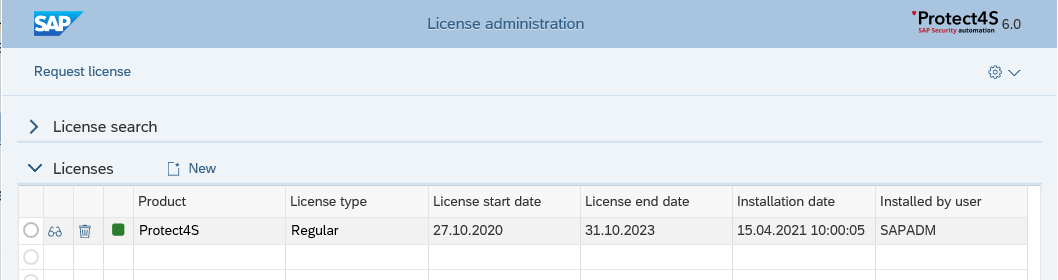 SAP License administration Protect4S 6.0
SAP Security automation
Request license
License search
Licenses New
Product License type License start date License end date Installation date Installed by user
Protect4S Regular 27.10.2020 31.10.2023 15.04.2021 10:00:05 SAPADM